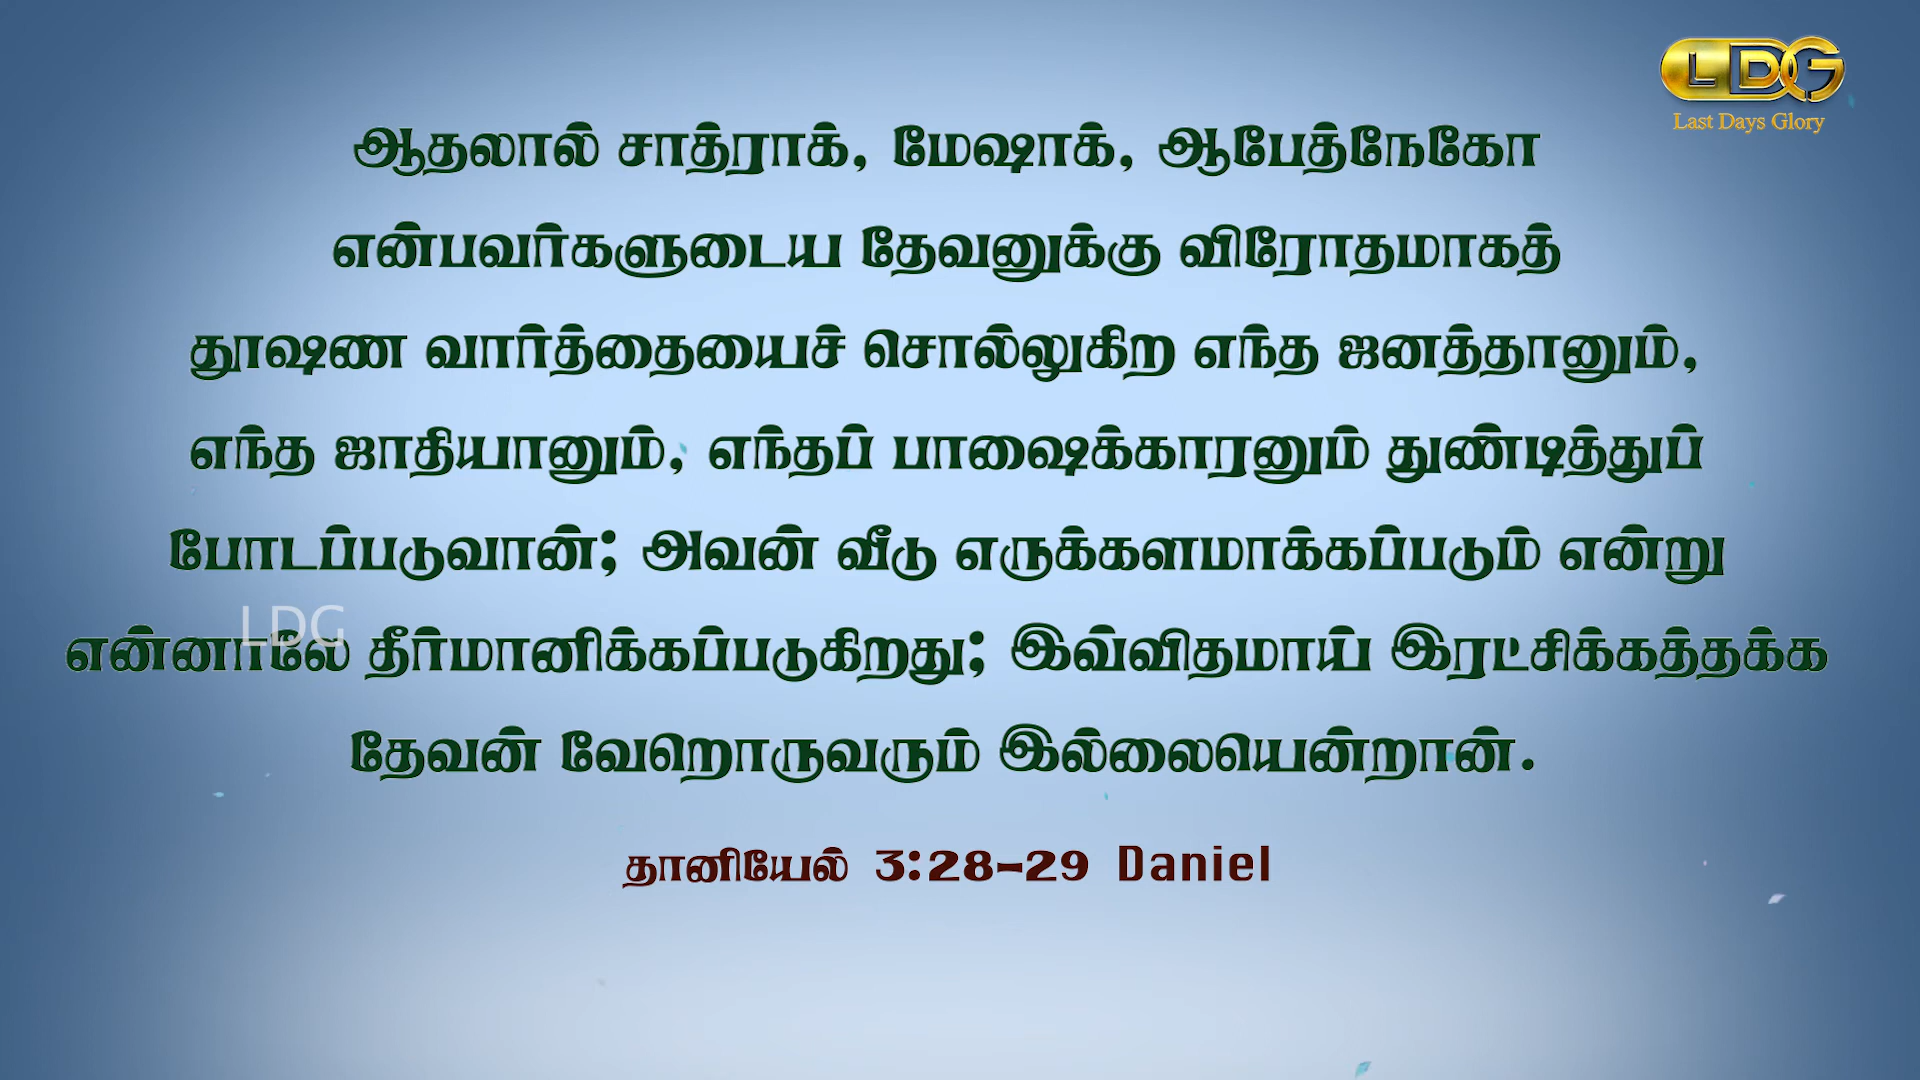 LDG
Last Days Glory
ஆதலால் சாத்ராக், மேஷாக், ஆபேத்நேகோ
என்பவர்களுடைய தேவனுக்கு விரோதமாகத்
தூஷண வார்த்தையைச் சொல்லுகிற எந்த ஜனத்தானும்,
எந்த ஜாதியானும், எந்தப் பாஷைக்காரனும் துண்டித்துப்
போடப்படுவான்; அவன் வீடு எருக்களமாக்கப்படும் என்று
LDG
என்னாலே தீர்மானிக்கப்படுகிறது; இவ்விதமாய் இரட்சிக்கத்தக்க
தேவன் வேறொருவரும் இல்லையென்றான்.
தானியேல் 3:28-29 Daniel